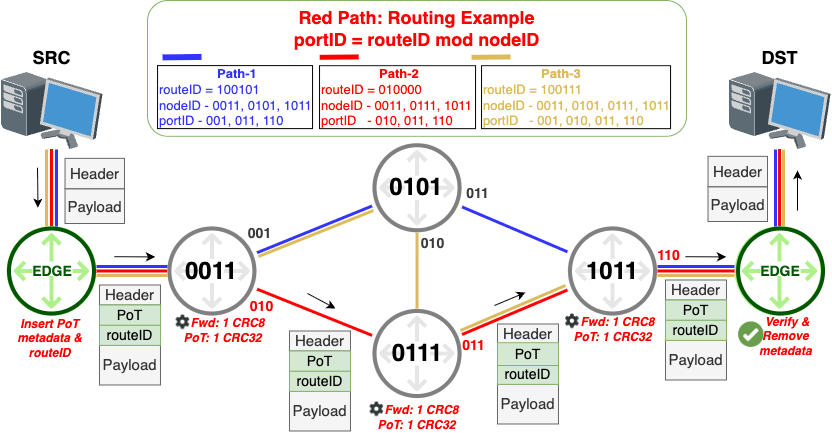 Red Path: Routing Example
portID = routeID mod nodeID
SRC
DST
Path-1
routeID = 100101
nodeID - 0011, 0101, 1011
portID - 001, 011, 110
Path-2
routeID = 010000
nodeID - 0011, 0111, 1011
portID - 010, 011, 110
Path-3
routeID = 100111
nodeID - 0011, 0101, 0111, 1011
portID - 001, 010, 011, 110
Header
Payload
Header
Payload
0101
011
001
010
EDGE
0011
1011
110
EDGE
010
Header
PoT
routeID
Payload
Insert PoT
metadata &
routeID
Fwd: 1 CRC8
PoT: 1 CRC32
Header
PoT
routeID
Payload
0111
011
Fwd: 1 CRC8
PoT: 1 CRC32
Header
PoT
routeID
Payload
Fwd: 1 CRC8
PoT: 1 CRC32
Header
PoT
routeID
Payload
Verify &
Remove
metadata